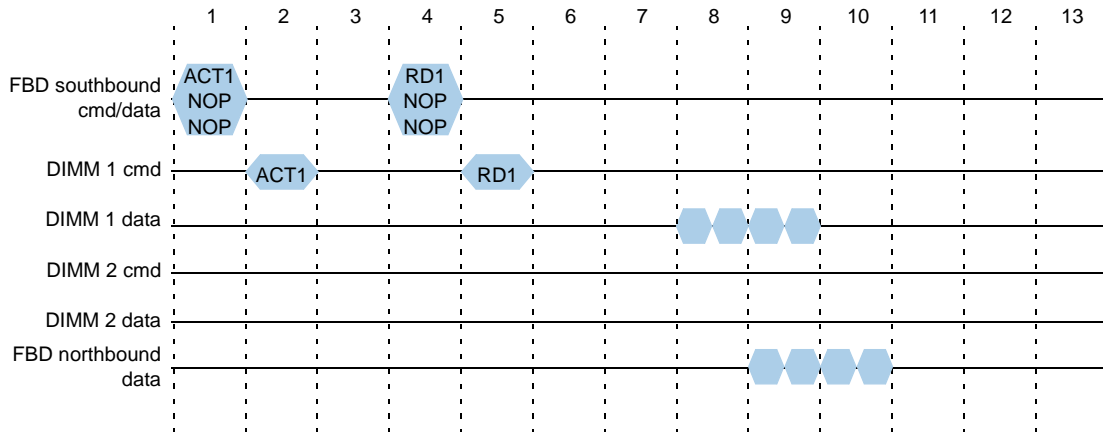 1 2 3 4 5 6 7 8 9 10 11 12 13
FBD southbound
cmd/data
ACT1
NOP
NOP
RD1
NOP
NOP
DIMM 1 cmd
ACT1 RD1
DIMM 1 data
DIMM 2 cmd
DIMM 2 data
FBD northbound
data